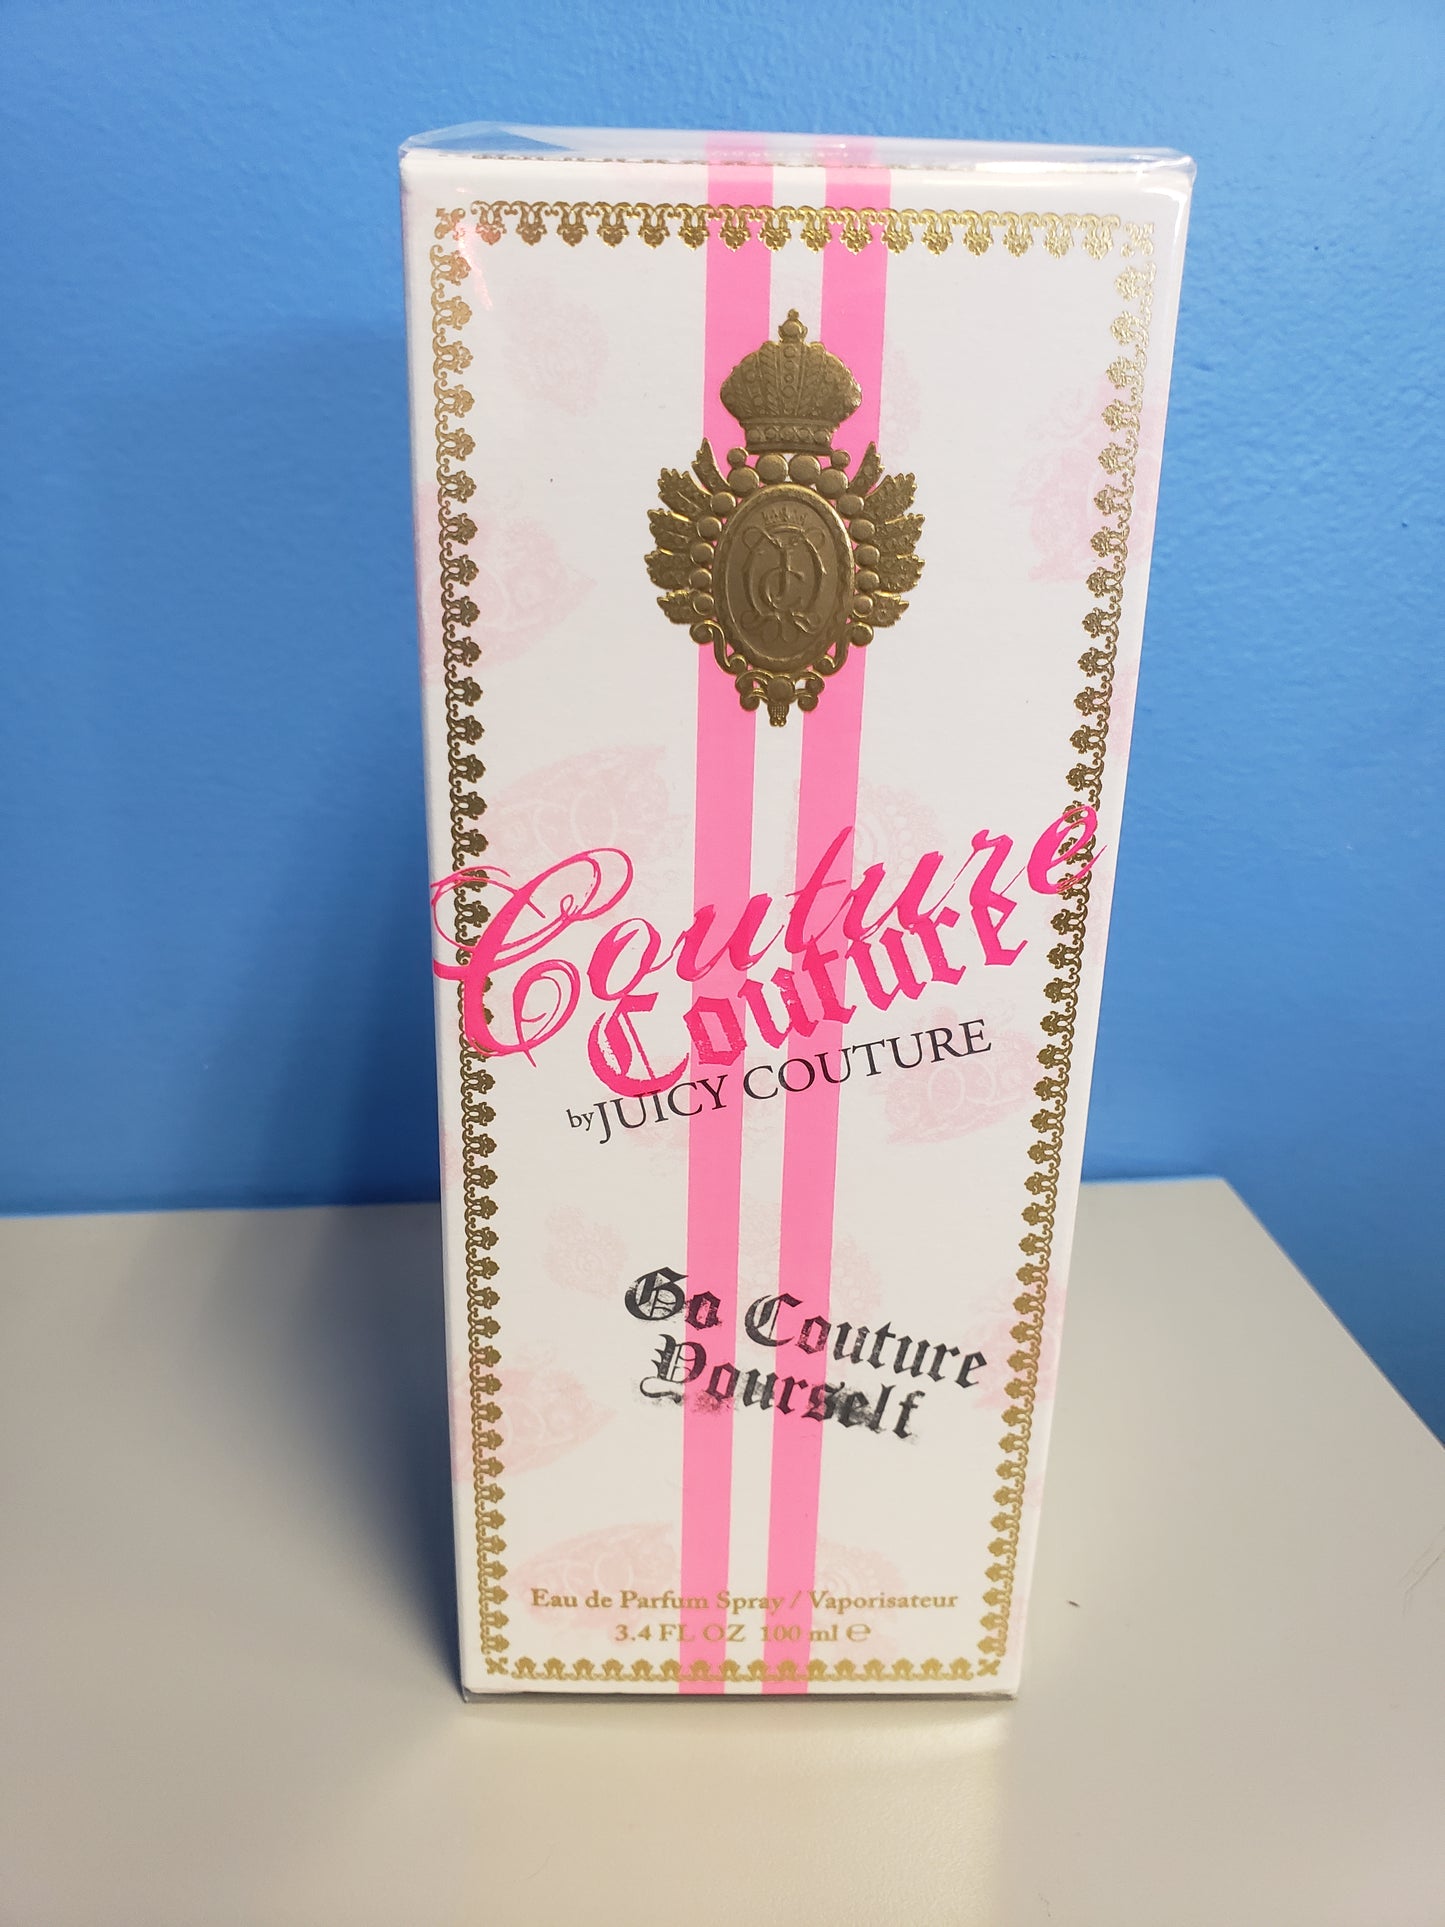 Couture
Couture
by JUICY COUTURE
Go Couture
Yourself
Eau de Parfum Spray / Vaporisateur
3.4 FL OZ 100 ml ℮